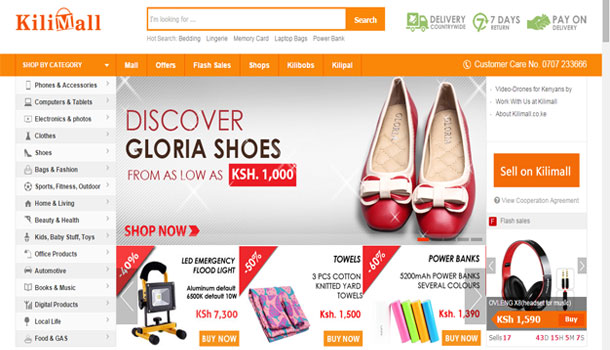 KiliMall
I'm looking for ...
Search
Hot Search: Bedding Lingerie Memory Card Laptop Bags Power Bank
DELIVERY
COUNTRYWIDE
7 DAYS
RETURN
PAY ON
DELIVERY
SHOP BY CATEGORY
Mall
Offers
Flash Sales
Shops
Kilibobs
Kilipal
Customer Care No. 0707 233666
Phones & Accessories
Computers & Tablets
Electronics & photos
Clothes
Shoes
Bags & Fashion
Sports, Fitness, Outdoor
Home & Living
Beauty & Health
Kids, Baby Stuff, Toys
Office Products
Automotive
Books & Music
Digital Products
Local Life
Food & GAS
DISCOVER
GLORIA SHOES
FROM AS LOW AS KSH. 1,000
SHOP NOW
GLORIA
GLORIA
Video-Drones for Kenyans by
Work With Us at Kilimall
About Kilimall.co.ke
Sell on Kilimall
View Cooperation Agreement
F Flash sales
-40%
LED EMERGENCY
FLOOD LIGHT
Aluminum default
6500K default 10W
KSh 7,300
BUY NOW
-50%
TOWELS
3 PCS COTTON
KNITTED YARD
TOWELS
Ksh. 1,500
BUY NOW
-60%
POWER BANKS
5200mAh POWER BANKS
SEVERAL COLOURS
Ksh. 1,390
BUY NOW
OVLENG X8(headset for music)
KSh 1,590
Buy
Sells 17
43D 15H 5M 7S